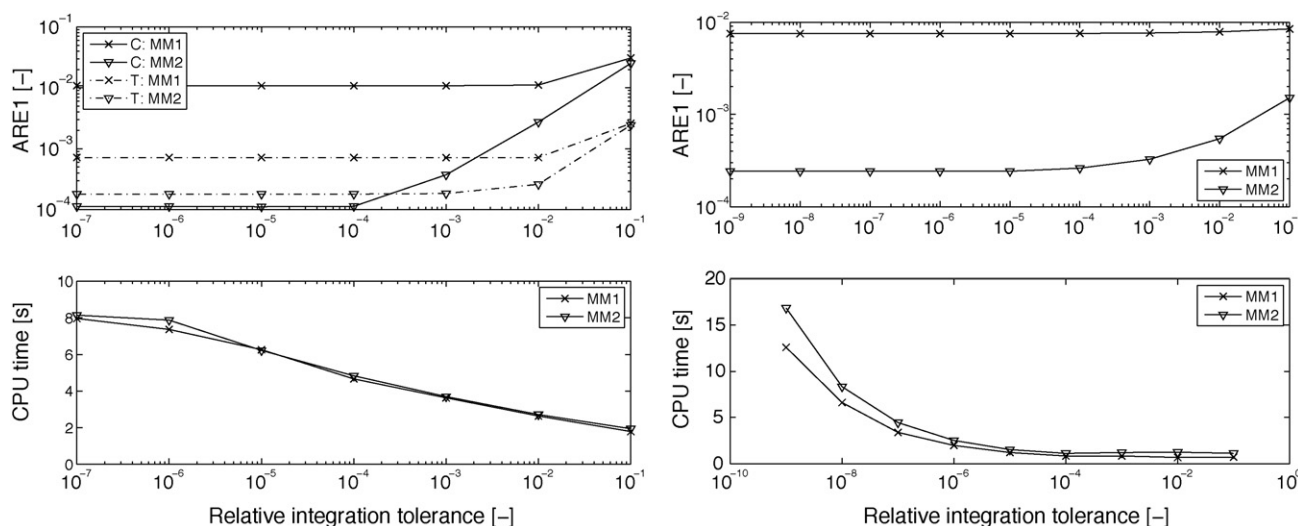 10⁻¹
10⁻²
10⁻³
10⁻⁴
ARE1 [−]
C: MM1
C: MM2
T: MM1
T: MM2
10⁻⁷ 10⁻⁶ 10⁻⁵ 10⁻⁴ 10⁻³ 10⁻² 10⁻¹
10⁻²
10⁻³
10⁻⁴
ARE1 [−]
MM1
MM2
10⁻⁹ 10⁻⁸ 10⁻⁷ 10⁻⁶ 10⁻⁵ 10⁻⁴ 10⁻³ 10⁻² 10⁻
10
8
6
4
2
0
CPU time [s]
MM1
MM2
10⁻⁷ 10⁻⁶ 10⁻⁵ 10⁻⁴ 10⁻³ 10⁻² 10⁻¹
Relative integration tolerance [−]
20
15
10
5
0
CPU time [s]
MM1
MM2
10⁻¹⁰ 10⁻⁸ 10⁻⁶ 10⁻⁴ 10⁻² 10⁰
Relative integration tolerance [−]